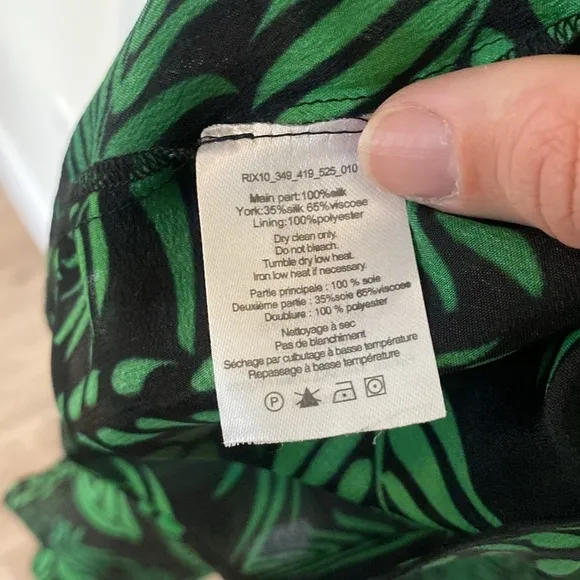 RIX10_349_419_525_010
Main part:100%silk
York:35%silk 65%viscose
Lining:100%polyester
Dry clean only.
Do not bleach.
Tumble dry low heat.
Iron low heat if necessary.
Partie principale : 100 % soie
Deuxième partie : 35%soie 65%viscose
Doublure : 100 % polyester
Nettoyage à sec
Pas de blanchiment
Séchage par culbutage à basse température
Repassage à basse température
P